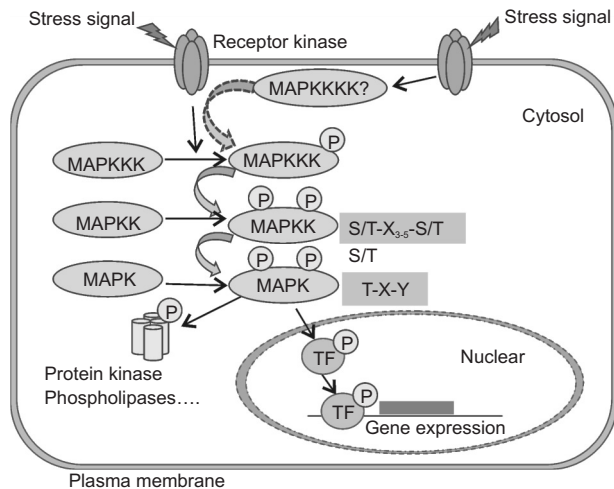 Stress signal
Stress signal
Receptor kinase
MAPKKKK?
Cytosol
P
MAPKKK
MAPKKK
P
P
MAPKK
MAPKK
S/T-X₃₋₅-S/T
S/T
P
P
MAPK
MAPK
T-X-Y
P
P
TF
Nuclear
Protein kinase
Phospholipases....
P
TF
Gene expression
Plasma membrane